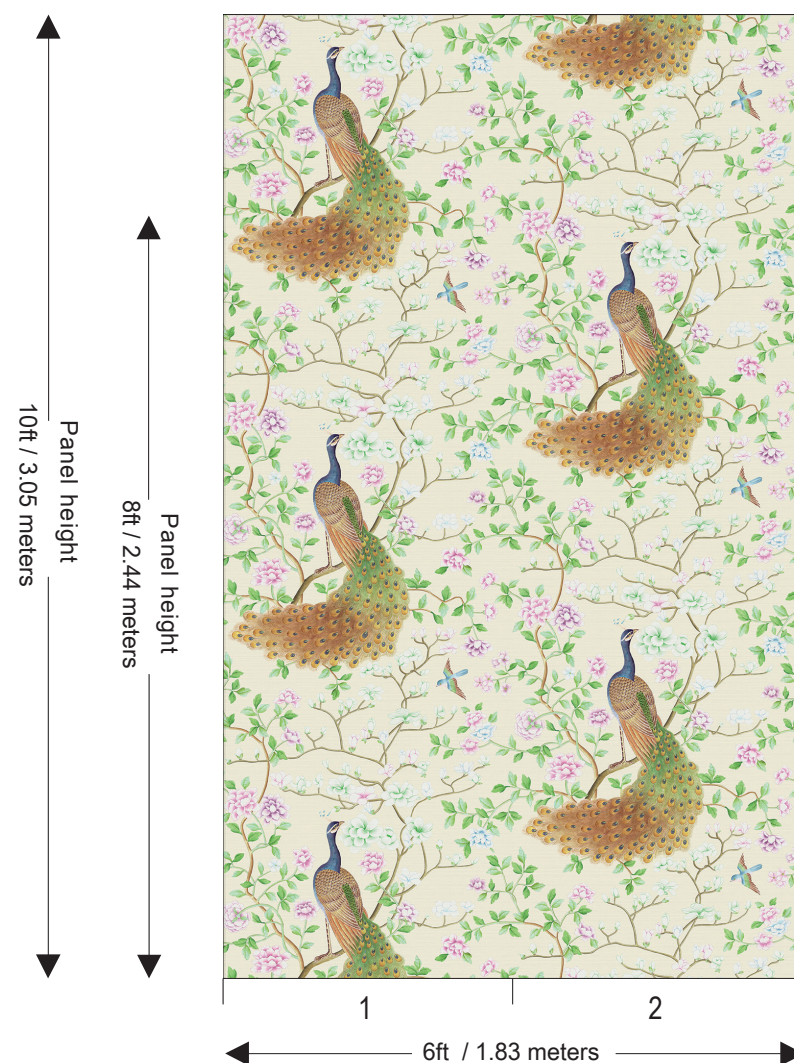 Panel height
10ft / 3.05 meters
Panel height
8ft / 2.44 meters
1
2
6ft / 1.83 meters